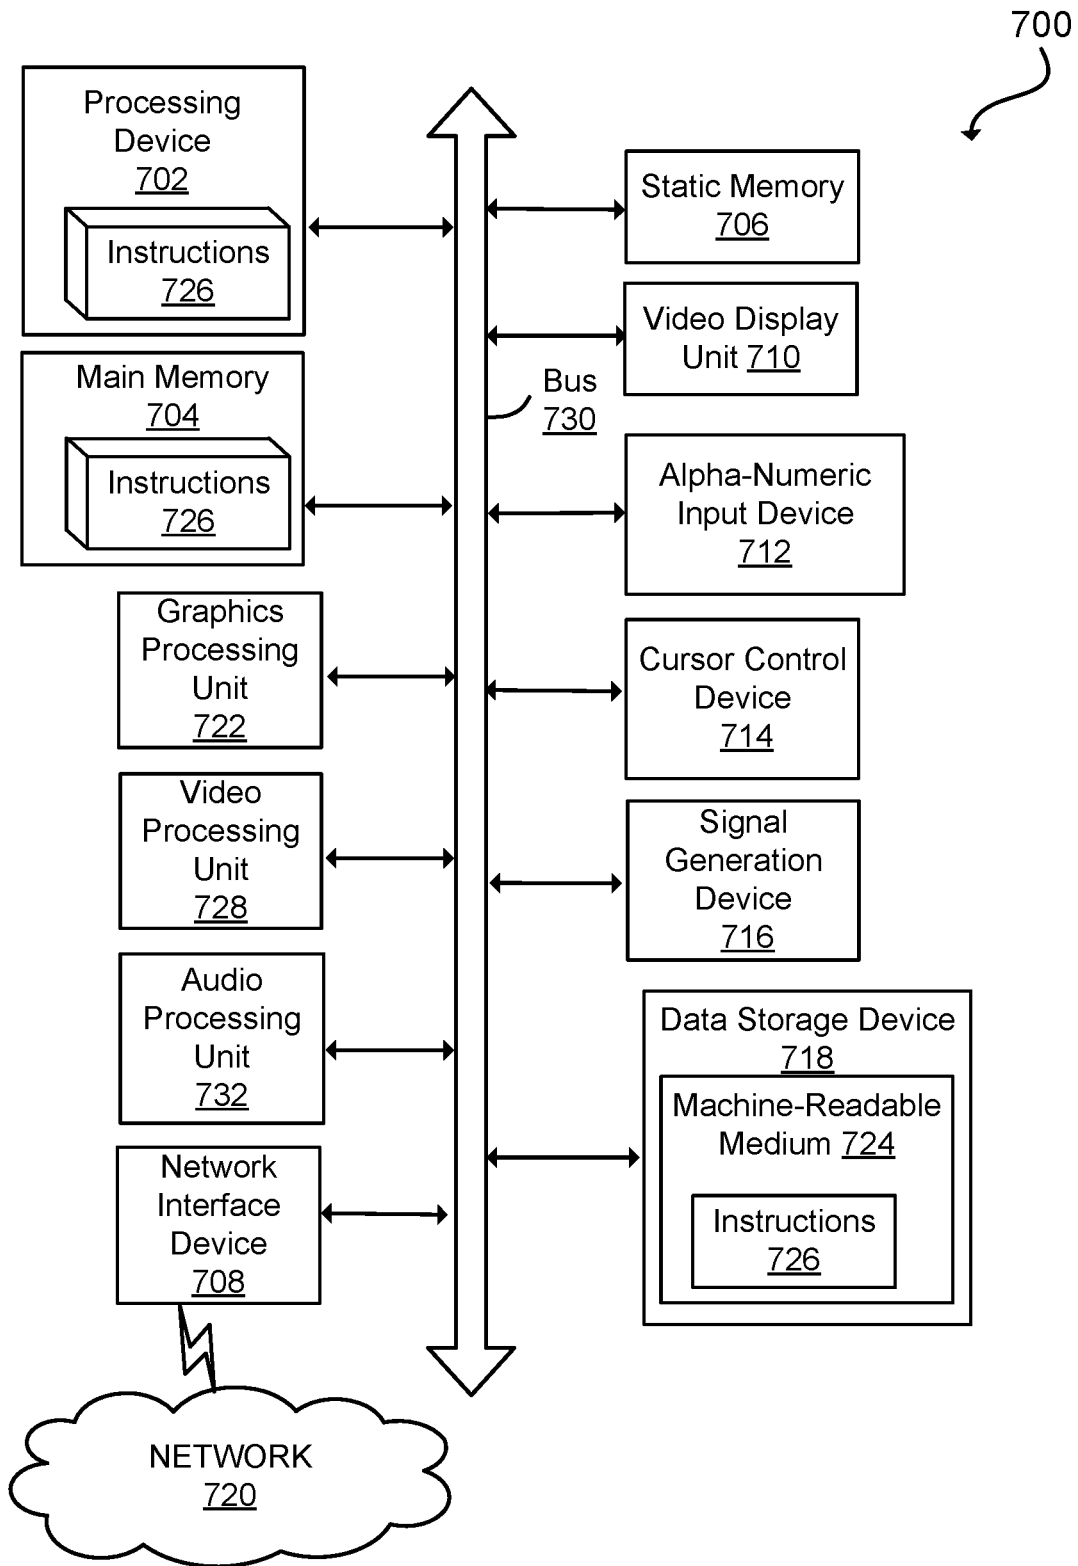 700
Processing
Device
702
Instructions
726
Main Memory
704
Instructions
726
Graphics
Processing
Unit
722
Video
Processing
Unit
728
Audio
Processing
Unit
732
Network
Interface
Device
708
NETWORK
720
Bus
730
Static Memory
706
Video Display
Unit 710
Alpha-Numeric
Input Device
712
Cursor Control
Device
714
Signal
Generation
Device
716
Data Storage Device
718
Machine-Readable
Medium 724
Instructions
726